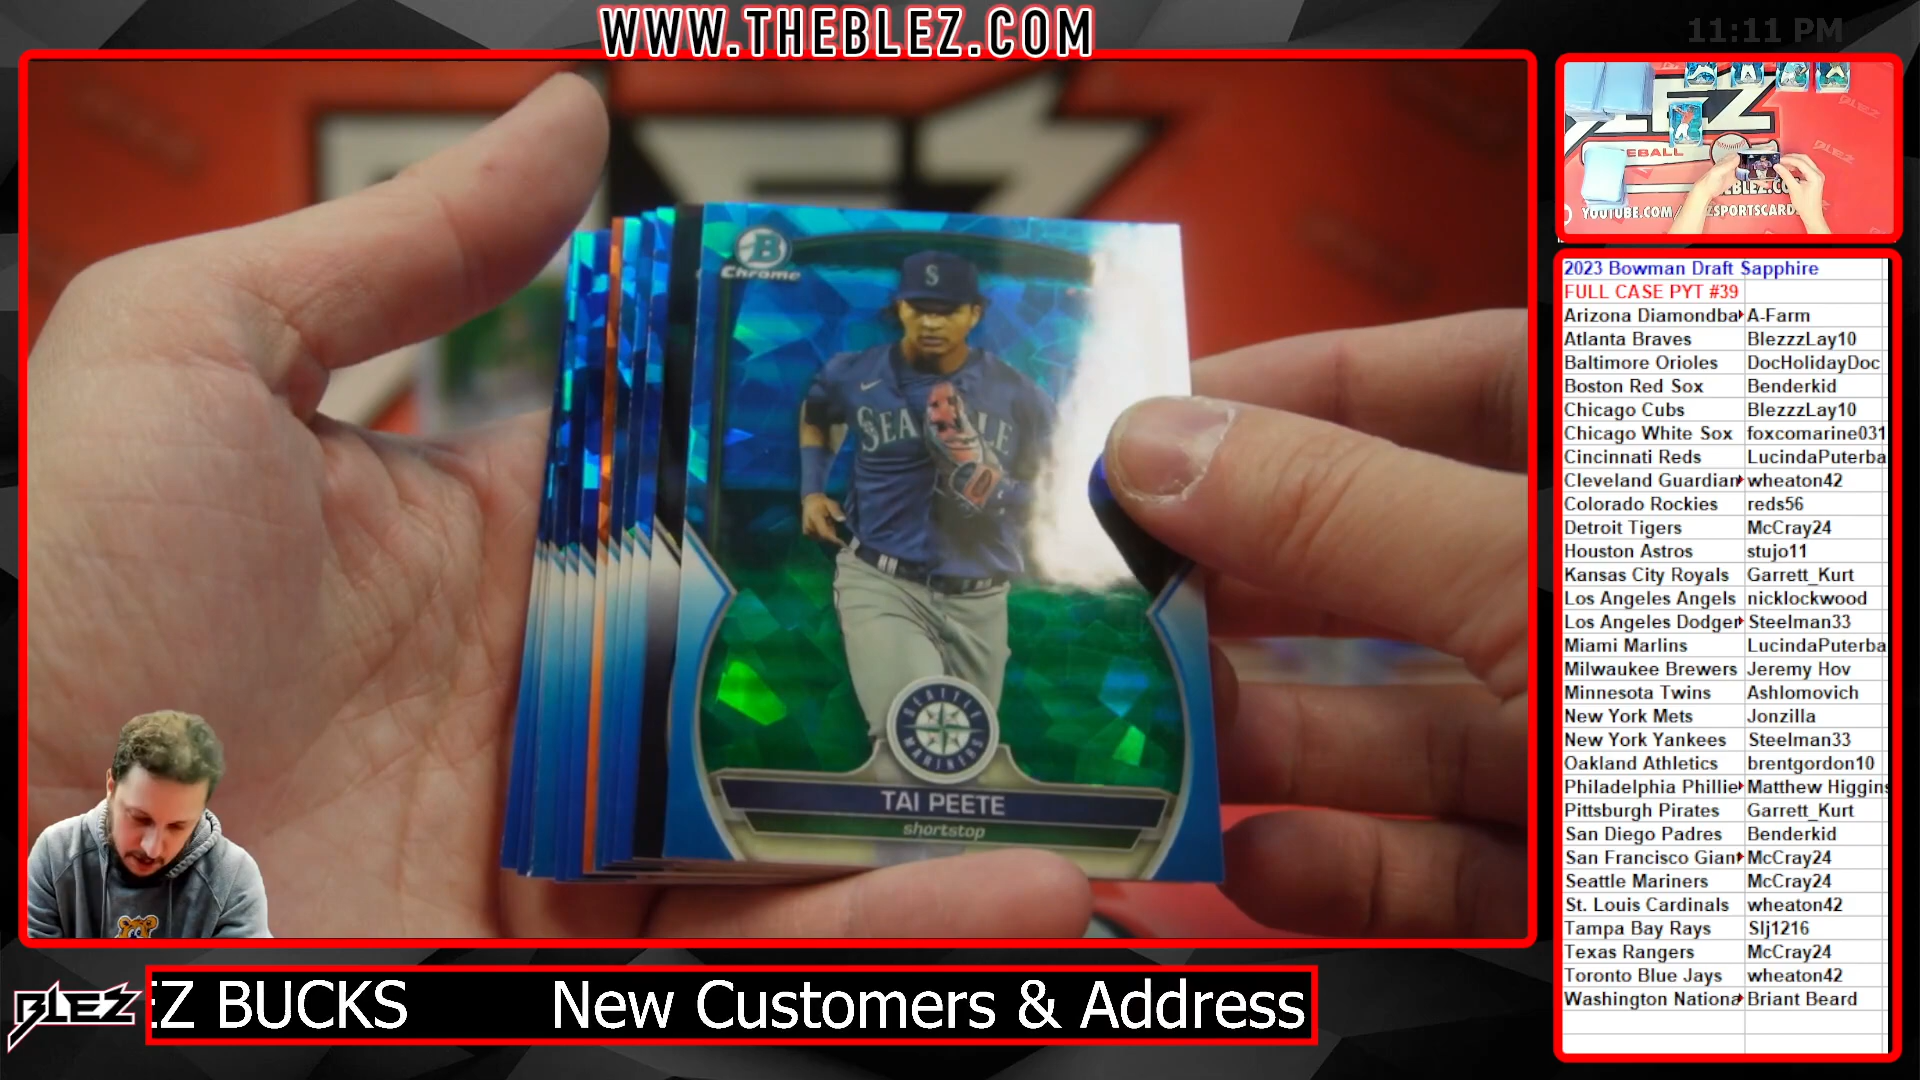 WWW.THEBLEZ.COM
11:11 PM
B
Chrome
S
SEATTLE
SEATTLE
MARINERS
TAI PEETE
shortstop
BLEZ
EZ BUCKS New Customers & Address
EBALL
YOUTUBE.COM
2023 Bowman Draft Sapphire
FULL CASE PYT #39
Arizona Diamondba A-Farm
Atlanta Braves BlezzzLay10
Baltimore Orioles DocHolidayDoc
Boston Red Sox Benderkid
Chicago Cubs BlezzzLay10
Chicago White Sox foxcomarine031
Cincinnati Reds LucindaPuterba
Cleveland Guardian wheaton42
Colorado Rockies reds56
Detroit Tigers McCray24
Houston Astros stujo11
Kansas City Royals Garrett_Kurt
Los Angeles Angels nicklockwood
Los Angeles Dodger Steelman33
Miami Marlins LucindaPuterba
Milwaukee Brewers Jeremy Hov
Minnesota Twins Ashlomovich
New York Mets Jonzilla
New York Yankees Steelman33
Oakland Athletics brentgordon10
Philadelphia Phillie Matthew Higgins
Pittsburgh Pirates Garrett_Kurt
San Diego Padres Benderkid
San Francisco Gian McCray24
Seattle Mariners McCray24
St. Louis Cardinals wheaton42
Tampa Bay Rays Slj1216
Texas Rangers McCray24
Toronto Blue Jays wheaton42
Washington Nationa Briant Beard